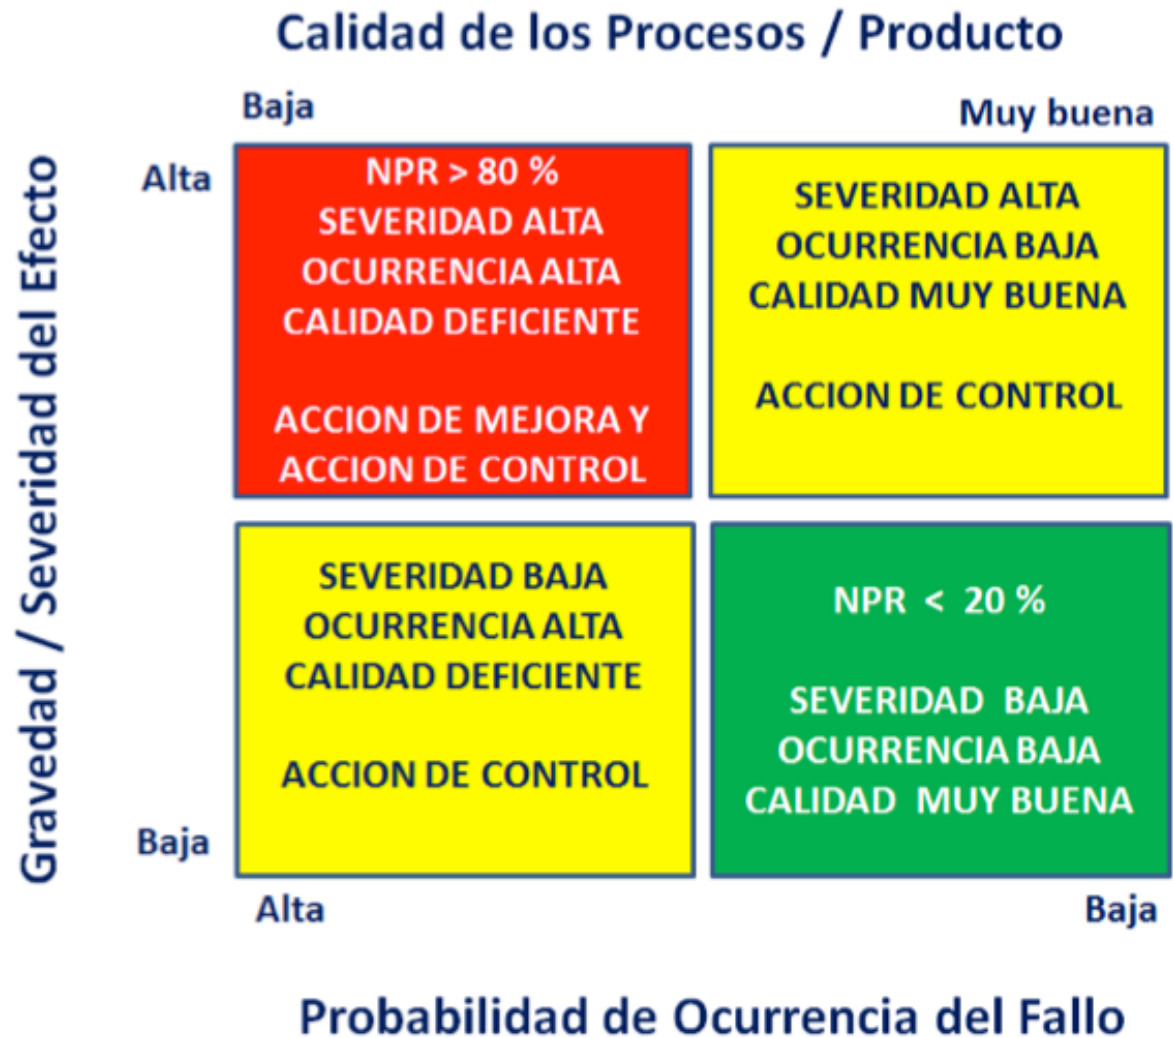 Calidad de los Procesos / Producto
Baja
Muy buena
Gravedad / Severidad del Efecto
Alta
NPR > 80 %
SEVERIDAD ALTA
OCURRENCIA ALTA
CALIDAD DEFICIENTE
ACCION DE MEJORA Y
ACCION DE CONTROL
SEVERIDAD ALTA
OCURRENCIA BAJA
CALIDAD MUY BUENA
ACCION DE CONTROL
SEVERIDAD BAJA
OCURRENCIA ALTA
CALIDAD DEFICIENTE
ACCION DE CONTROL
NPR < 20 %
SEVERIDAD BAJA
OCURRENCIA BAJA
CALIDAD MUY BUENA
Baja
Alta
Baja
Probabilidad de Ocurrencia del Fallo